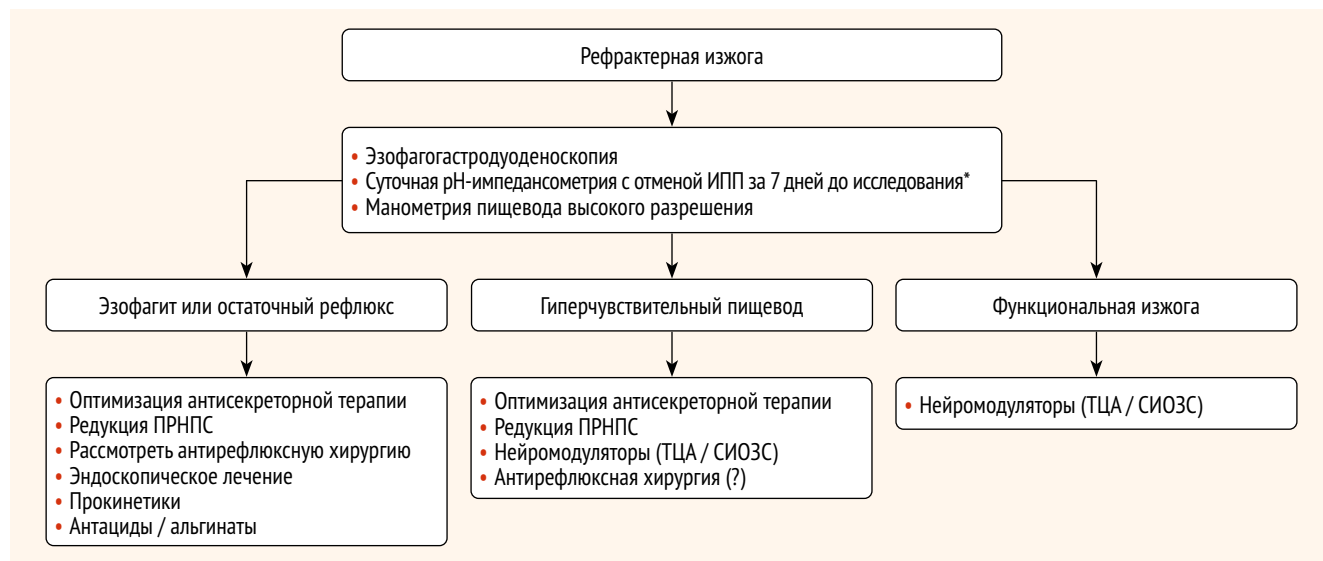 Рефрактерная изжога
• Эзофагогастродуоденоскопия
• Суточная pH-импедансометрия с отменой ИПП за 7 дней до исследования*
• Манометрия пищевода высокого разрешения
Эзофагит или остаточный рефлюкс
Гиперчувствительный пищевод
Функциональная изжога
• Оптимизация антисекреторной терапии
• Редукция ПРНПС
• Рассмотреть антирефлюксную хирургию
• Эндоскопическое лечение
• Прокинетики
• Антациды / альгинаты
• Оптимизация антисекреторной терапии
• Редукция ПРНПС
• Нейромодуляторы (ТЦА / СИОЗС)
• Антирефлюксная хирургия (?)
• Нейромодуляторы (ТЦА / СИОЗС)